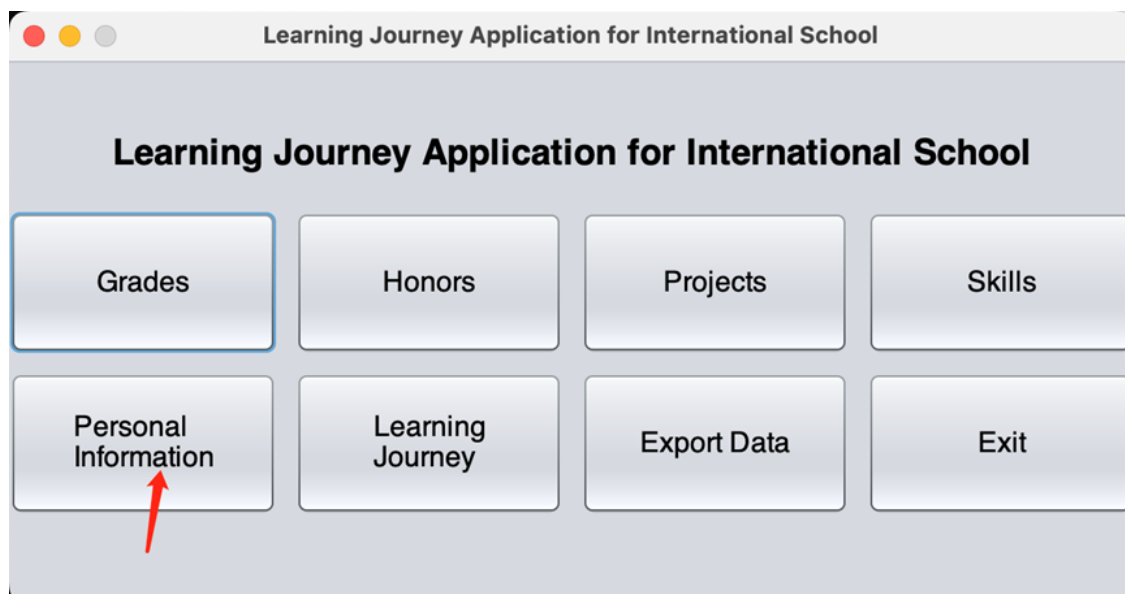 Learning Journey Application for International School
Learning Journey Application for International School
Grades
Honors
Projects
Skills
Personal
Information
Learning
Journey
Export Data
Exit